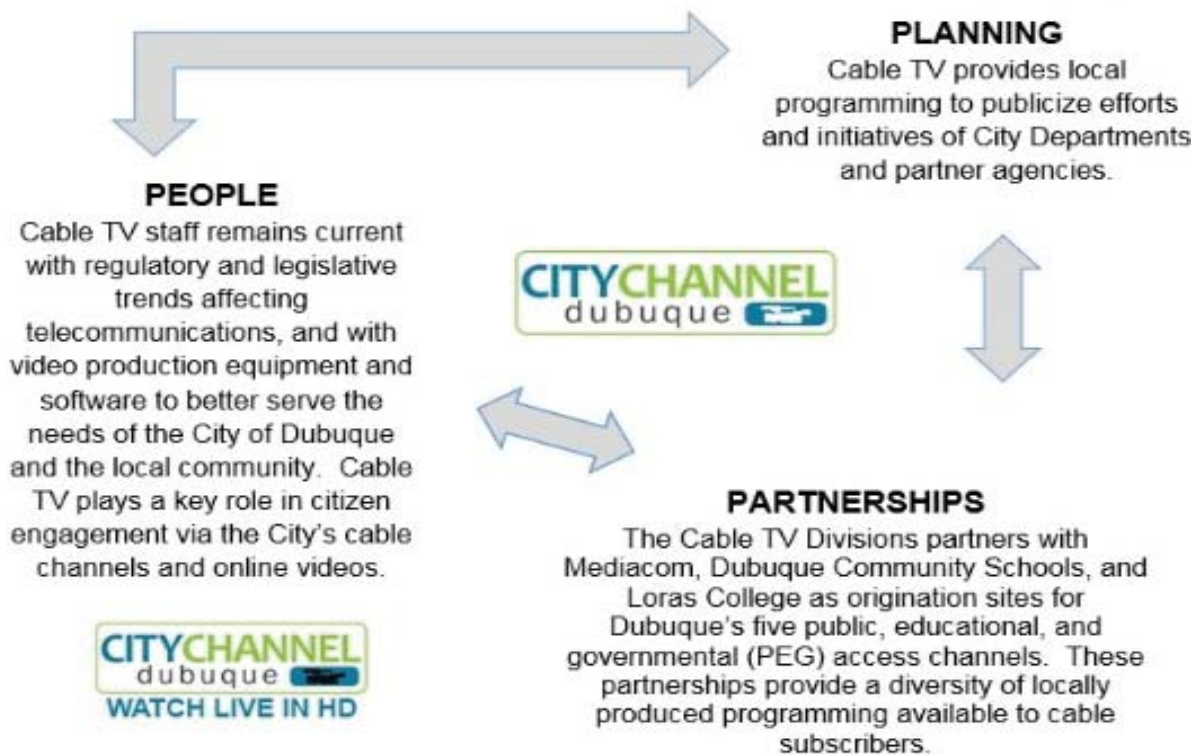 PLANNING
Cable TV provides local
programming to publicize efforts
and initiatives of City Departments
and partner agencies.
PEOPLE
Cable TV staff remains current
with regulatory and legislative
trends affecting
telecommunications, and with
video production equipment and
software to better serve the
needs of the City of Dubuque
and the local community.  Cable
TV plays a key role in citizen
engagement via the City's cable
channels and online videos.
CITYCHANNEL
dubuque
PARTNERSHIPS
The Cable TV Divisions partners with
Mediacom, Dubuque Community Schools, and
Loras College as origination sites for
Dubuque's five public, educational, and
governmental (PEG) access channels.  These
partnerships provide a diversity of locally
produced programming available to cable
subscribers.
CITYCHANNEL
dubuque
WATCH LIVE IN HD